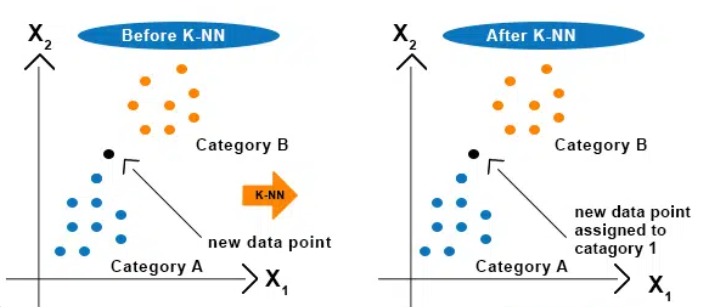 Before K-NN
X2
Category B
K-NN
new data point
Category A
X1
After K-NN
X2
Category B
new data point
assigned to
catagory 1
Category A
X1